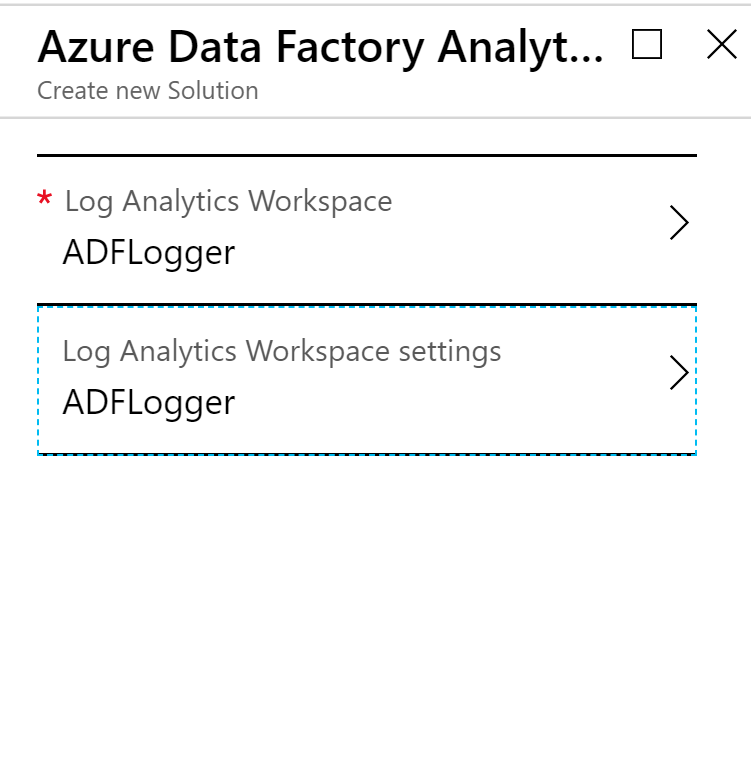 Azure Data Factory Analyt...
Create new Solution
* Log Analytics Workspace
ADFLogger
Log Analytics Workspace settings
ADFLogger